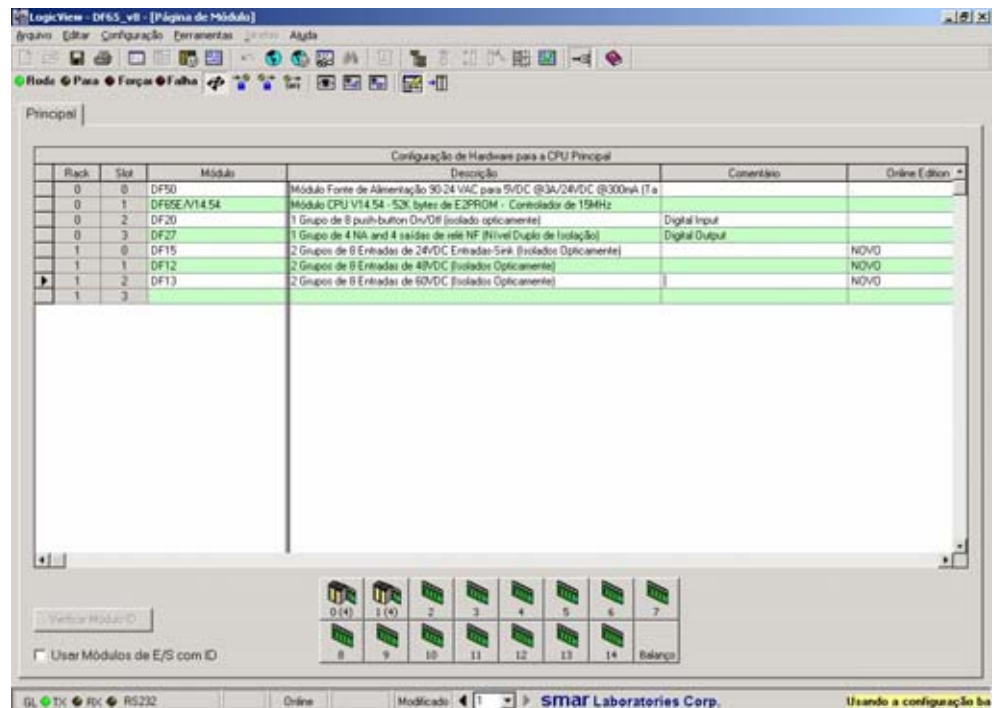 LogicView - DF65_v8 - [Página de Módulo]
Arquivo Editar Configuração Ferramentas Ajuda
Rode Para Forçar Falha
Principal
Configuração de Hardware para a CPU Principal
Rack Slot Módulo Descrição Comentário Online Edition
0 0 DF50 Módulo Fonte de Alimentação 90-24 VAC para 5VDC @3A/24VDC @300mA (Ta
0 1 DF65E/V14.54 Módulo CPU V14.54 - 52K bytes de E2PROM - Controlador de 15MHz
0 2 DF20 1 Grupo de 8 push-button On/Off (isolado opticamente) Digital Input
0 3 DF27 1 Grupo de 4 NA and 4 saídas de relé NF (Nível Duplo de Isolação) Digital Output
1 0 DF15 2 Grupos de 8 Entradas de 24VDC Entradas-Sink (Isolados Opticamente) NOVO
1 1 DF12 2 Grupos de 8 Entradas de 48VDC (Isolados Opticamente) NOVO
1 2 DF13 2 Grupos de 8 Entradas de 60VDC (Isolados Opticamente) NOVO
1 3
0 (4) 1 (4) 2 3 4 5 6 7
Verificar Módulo ID
8 9 10 11 12 13 14 Balanço
Usar Módulos de E/S com ID
GL TX RX RS232 Online Modificado 1 smar Laboratories Corp. Usando a configuração ba